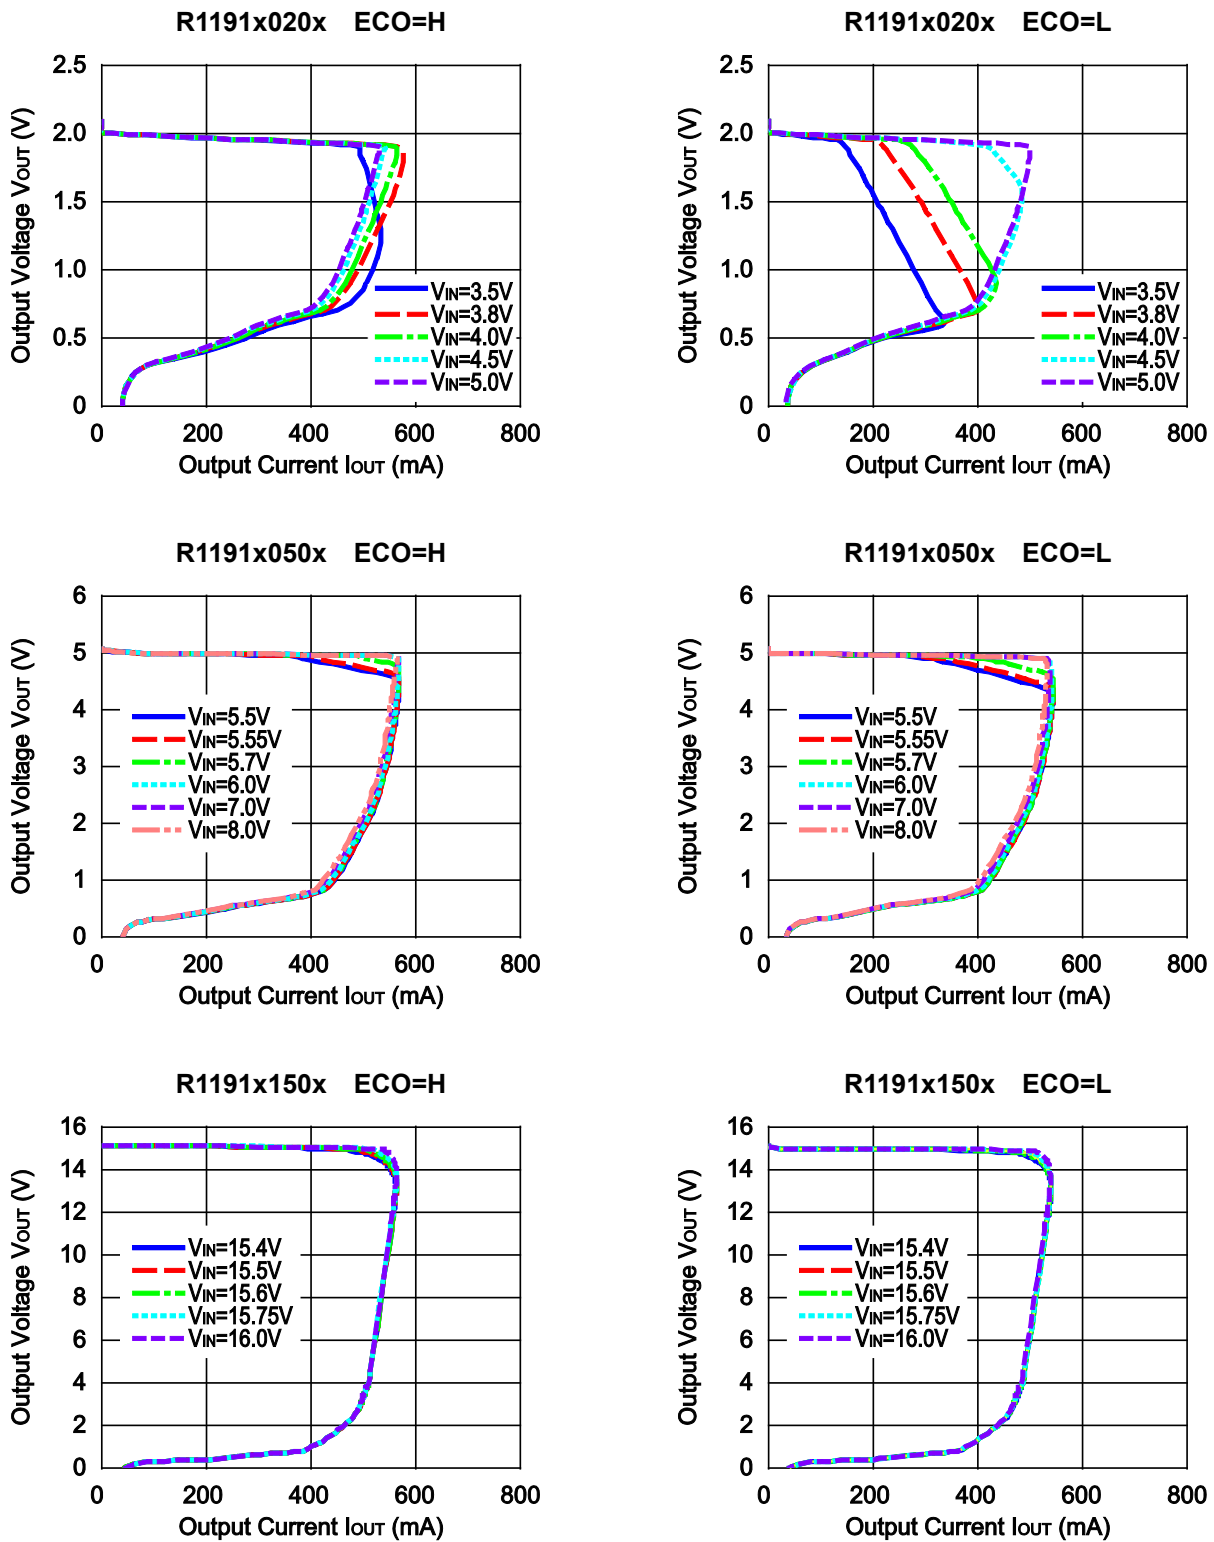 R1191x020x ECO=H
Output Voltage VOUT (V)
2.5
2.0
1.5
1.0
0.5
0
VIN=3.5V
VIN=3.8V
VIN=4.0V
VIN=4.5V
VIN=5.0V
0 200 400 600 800
Output Current IOUT (mA)
R1191x020x ECO=L
Output Voltage VOUT (V)
2.5
2.0
1.5
1.0
0.5
0
VIN=3.5V
VIN=3.8V
VIN=4.0V
VIN=4.5V
VIN=5.0V
0 200 400 600 800
Output Current IOUT (mA)
R1191x050x ECO=H
Output Voltage VOUT (V)
6
5
4
3
2
1
0
VIN=5.5V
VIN=5.55V
VIN=5.7V
VIN=6.0V
VIN=7.0V
VIN=8.0V
0 200 400 600 800
Output Current IOUT (mA)
R1191x050x ECO=L
Output Voltage VOUT (V)
6
5
4
3
2
1
0
VIN=5.5V
VIN=5.55V
VIN=5.7V
VIN=6.0V
VIN=7.0V
VIN=8.0V
0 200 400 600 800
Output Current IOUT (mA)
R1191x150x ECO=H
Output Voltage VOUT (V)
16
14
12
10
8
6
4
2
0
VIN=15.4V
VIN=15.5V
VIN=15.6V
VIN=15.75V
VIN=16.0V
0 200 400 600 800
Output Current IOUT (mA)
R1191x150x ECO=L
Output Voltage VOUT (V)
16
14
12
10
8
6
4
2
0
VIN=15.4V
VIN=15.5V
VIN=15.6V
VIN=15.75V
VIN=16.0V
0 200 400 600 800
Output Current IOUT (mA)